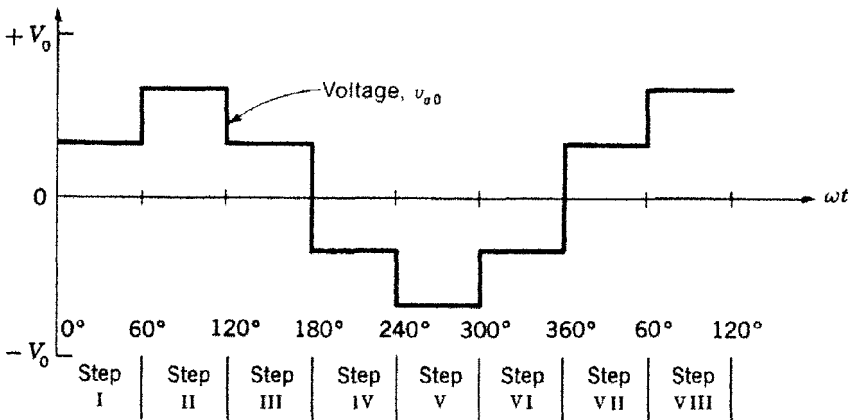 + V₀
Voltage, v_a0
0
ωt
0° 60° 120° 180° 240° 300° 360° 60° 120°
− V₀
Step I Step II Step III Step IV Step V Step VI Step VII Step VIII